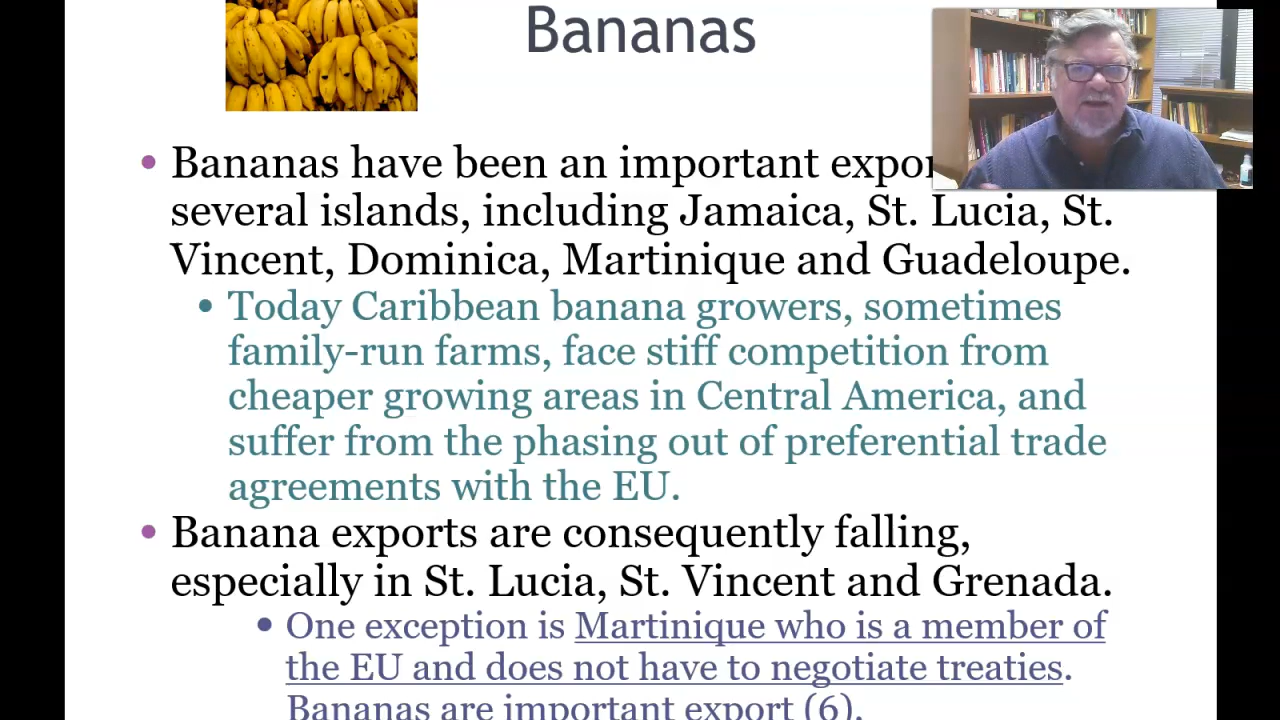 Bananas
• Bananas have been an important expor
several islands, including Jamaica, St. Lucia, St.
Vincent, Dominica, Martinique and Guadeloupe.
• Today Caribbean banana growers, sometimes
family-run farms, face stiff competition from
cheaper growing areas in Central America, and
suffer from the phasing out of preferential trade
agreements with the EU.
• Banana exports are consequently falling,
especially in St. Lucia, St. Vincent and Grenada.
• One exception is Martinique who is a member of
the EU and does not have to negotiate treaties.
Bananas are important export (6).